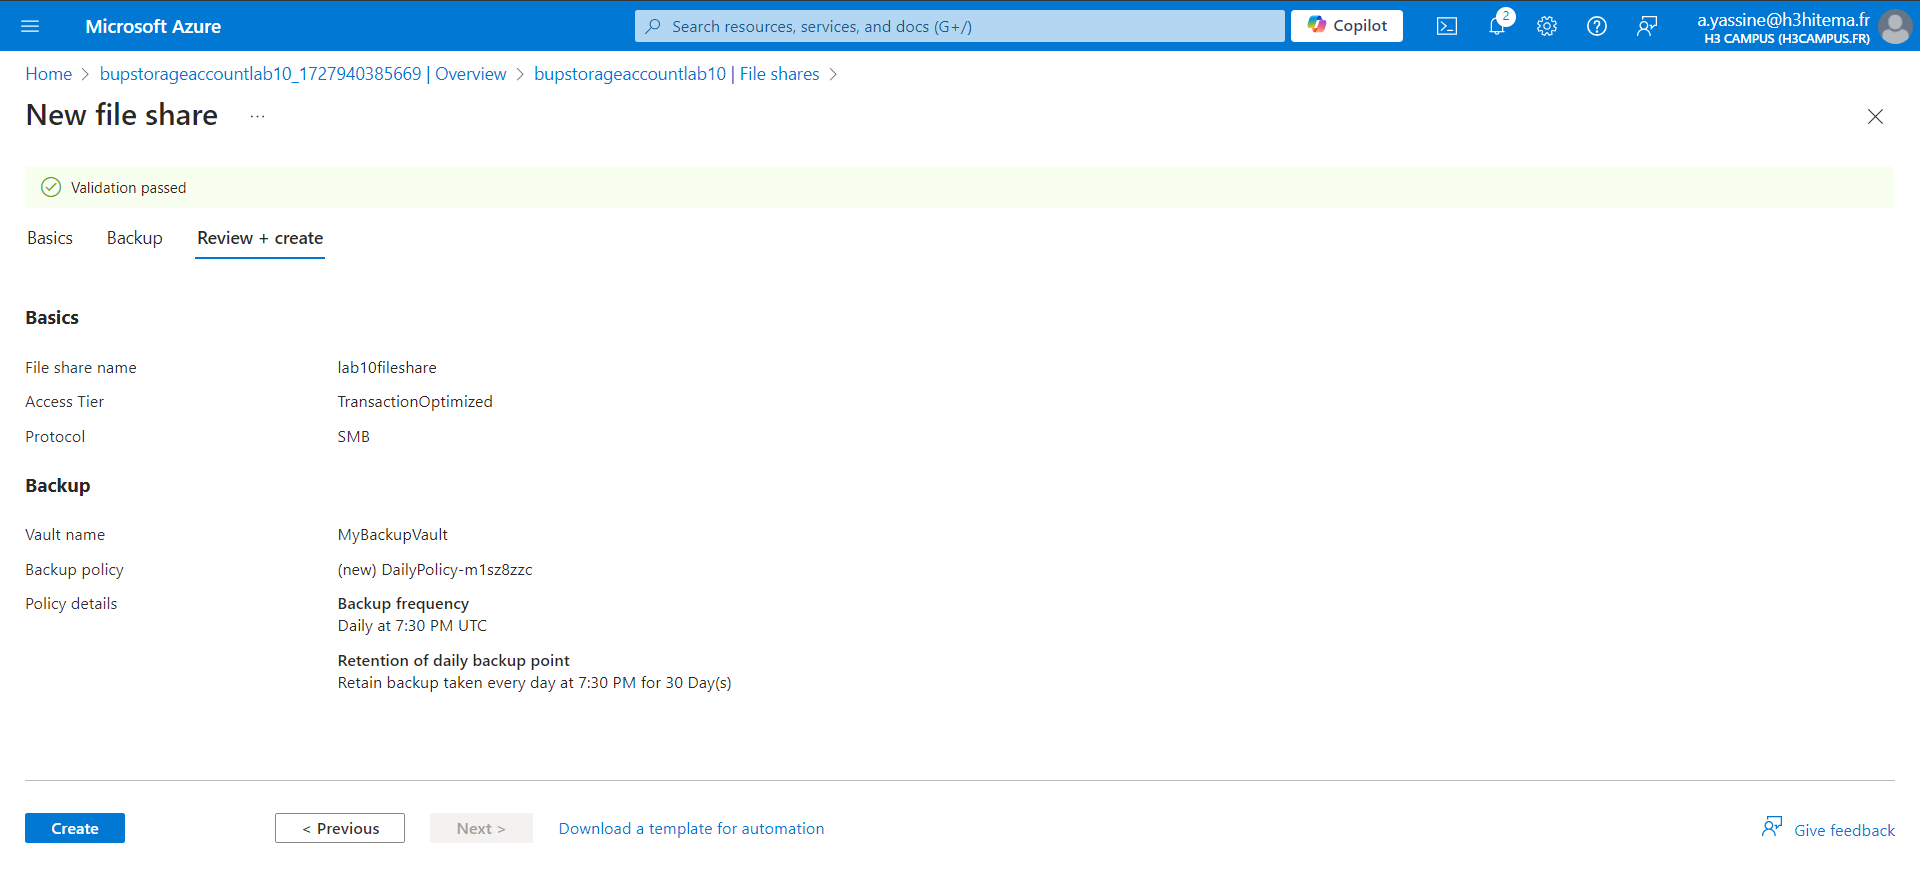 Microsoft Azure
Search resources, services, and docs (G+/)
Copilot
2
a.yassine@h3hitema.fr
H3 CAMPUS (H3CAMPUS.FR)
Home > bupstorageaccountlab10_1727940385669 | Overview > bupstorageaccountlab10 | File shares >
New file share ...
Validation passed
Basics Backup Review + create
Basics
File share name lab10fileshare
Access Tier TransactionOptimized
Protocol SMB
Backup
Vault name MyBackupVault
Backup policy (new) DailyPolicy-m1sz8zzc
Policy details Backup frequency
Daily at 7:30 PM UTC
Retention of daily backup point
Retain backup taken every day at 7:30 PM for 30 Day(s)
Create < Previous Next > Download a template for automation Give feedback